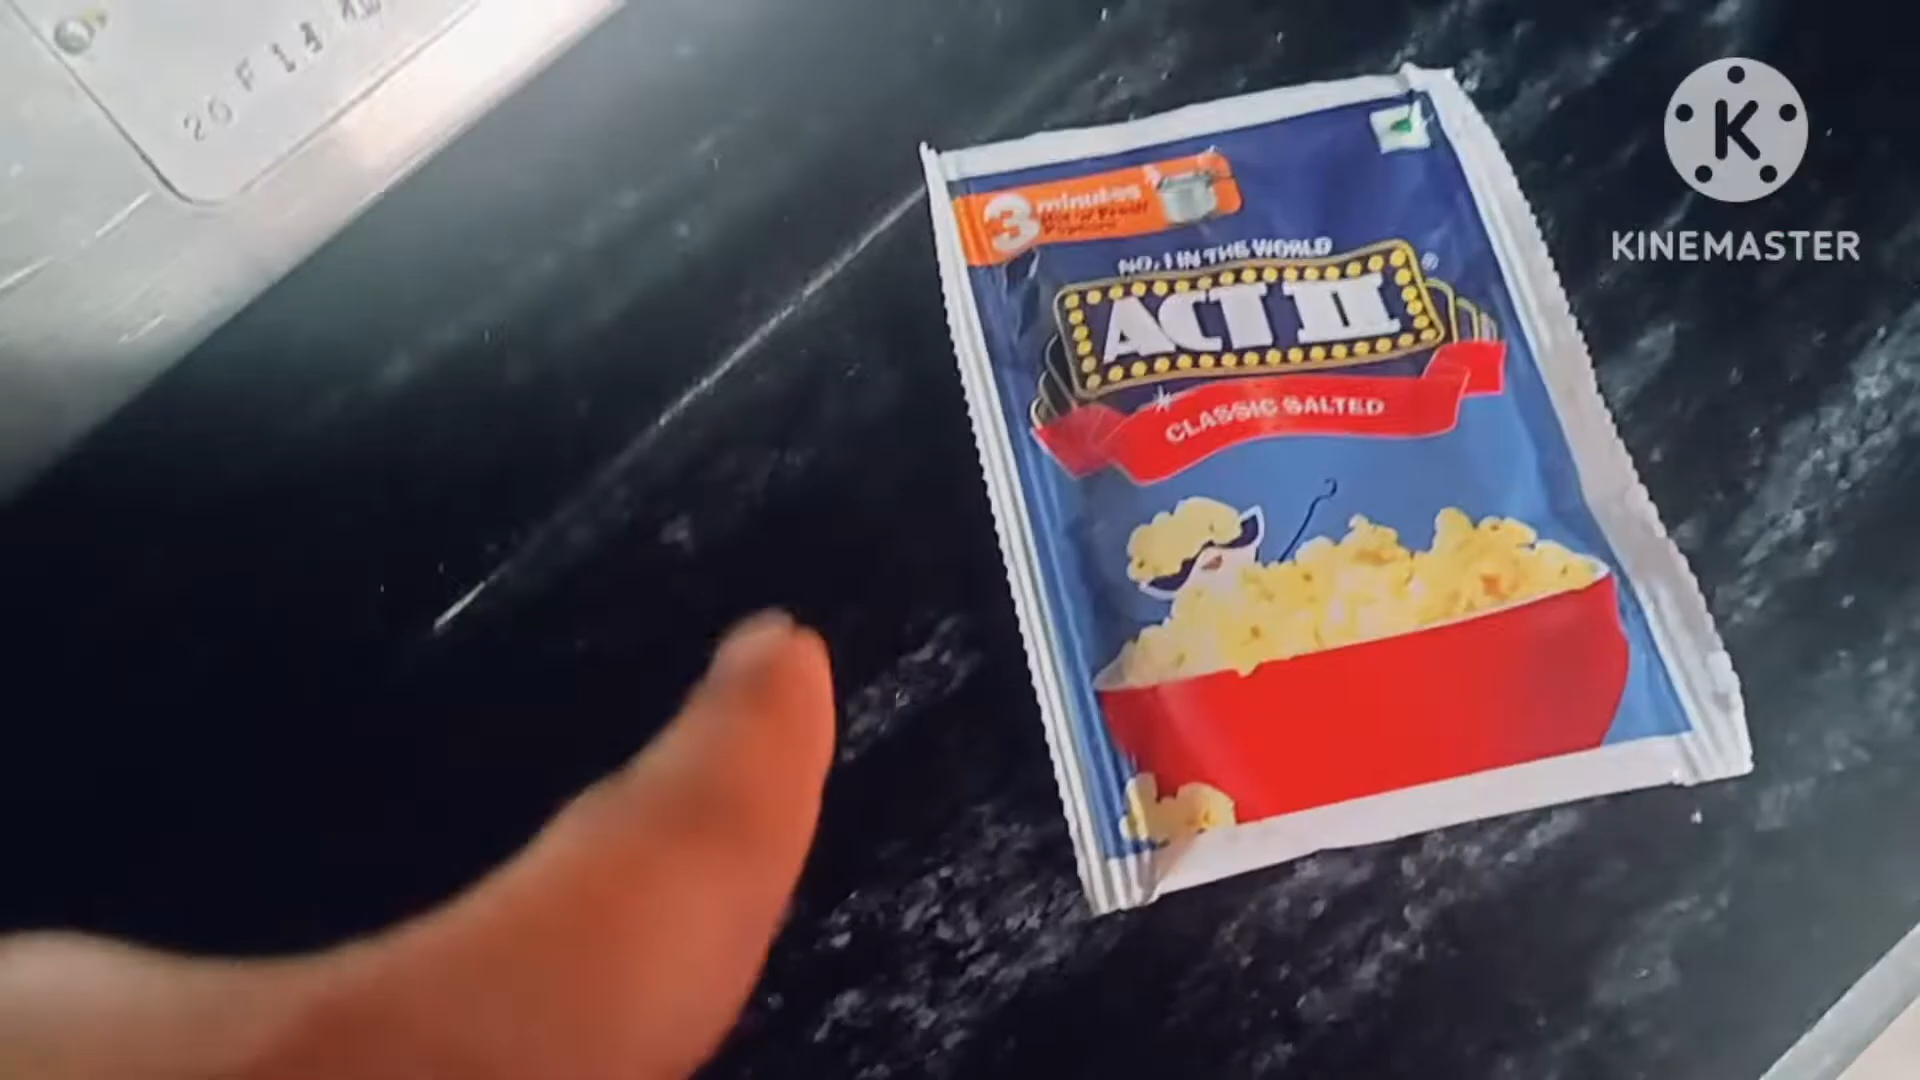 3 minutes
NO. 1 IN THE WORLD
ACT II
®
CLASSIC SALTED
K
KINEMASTER